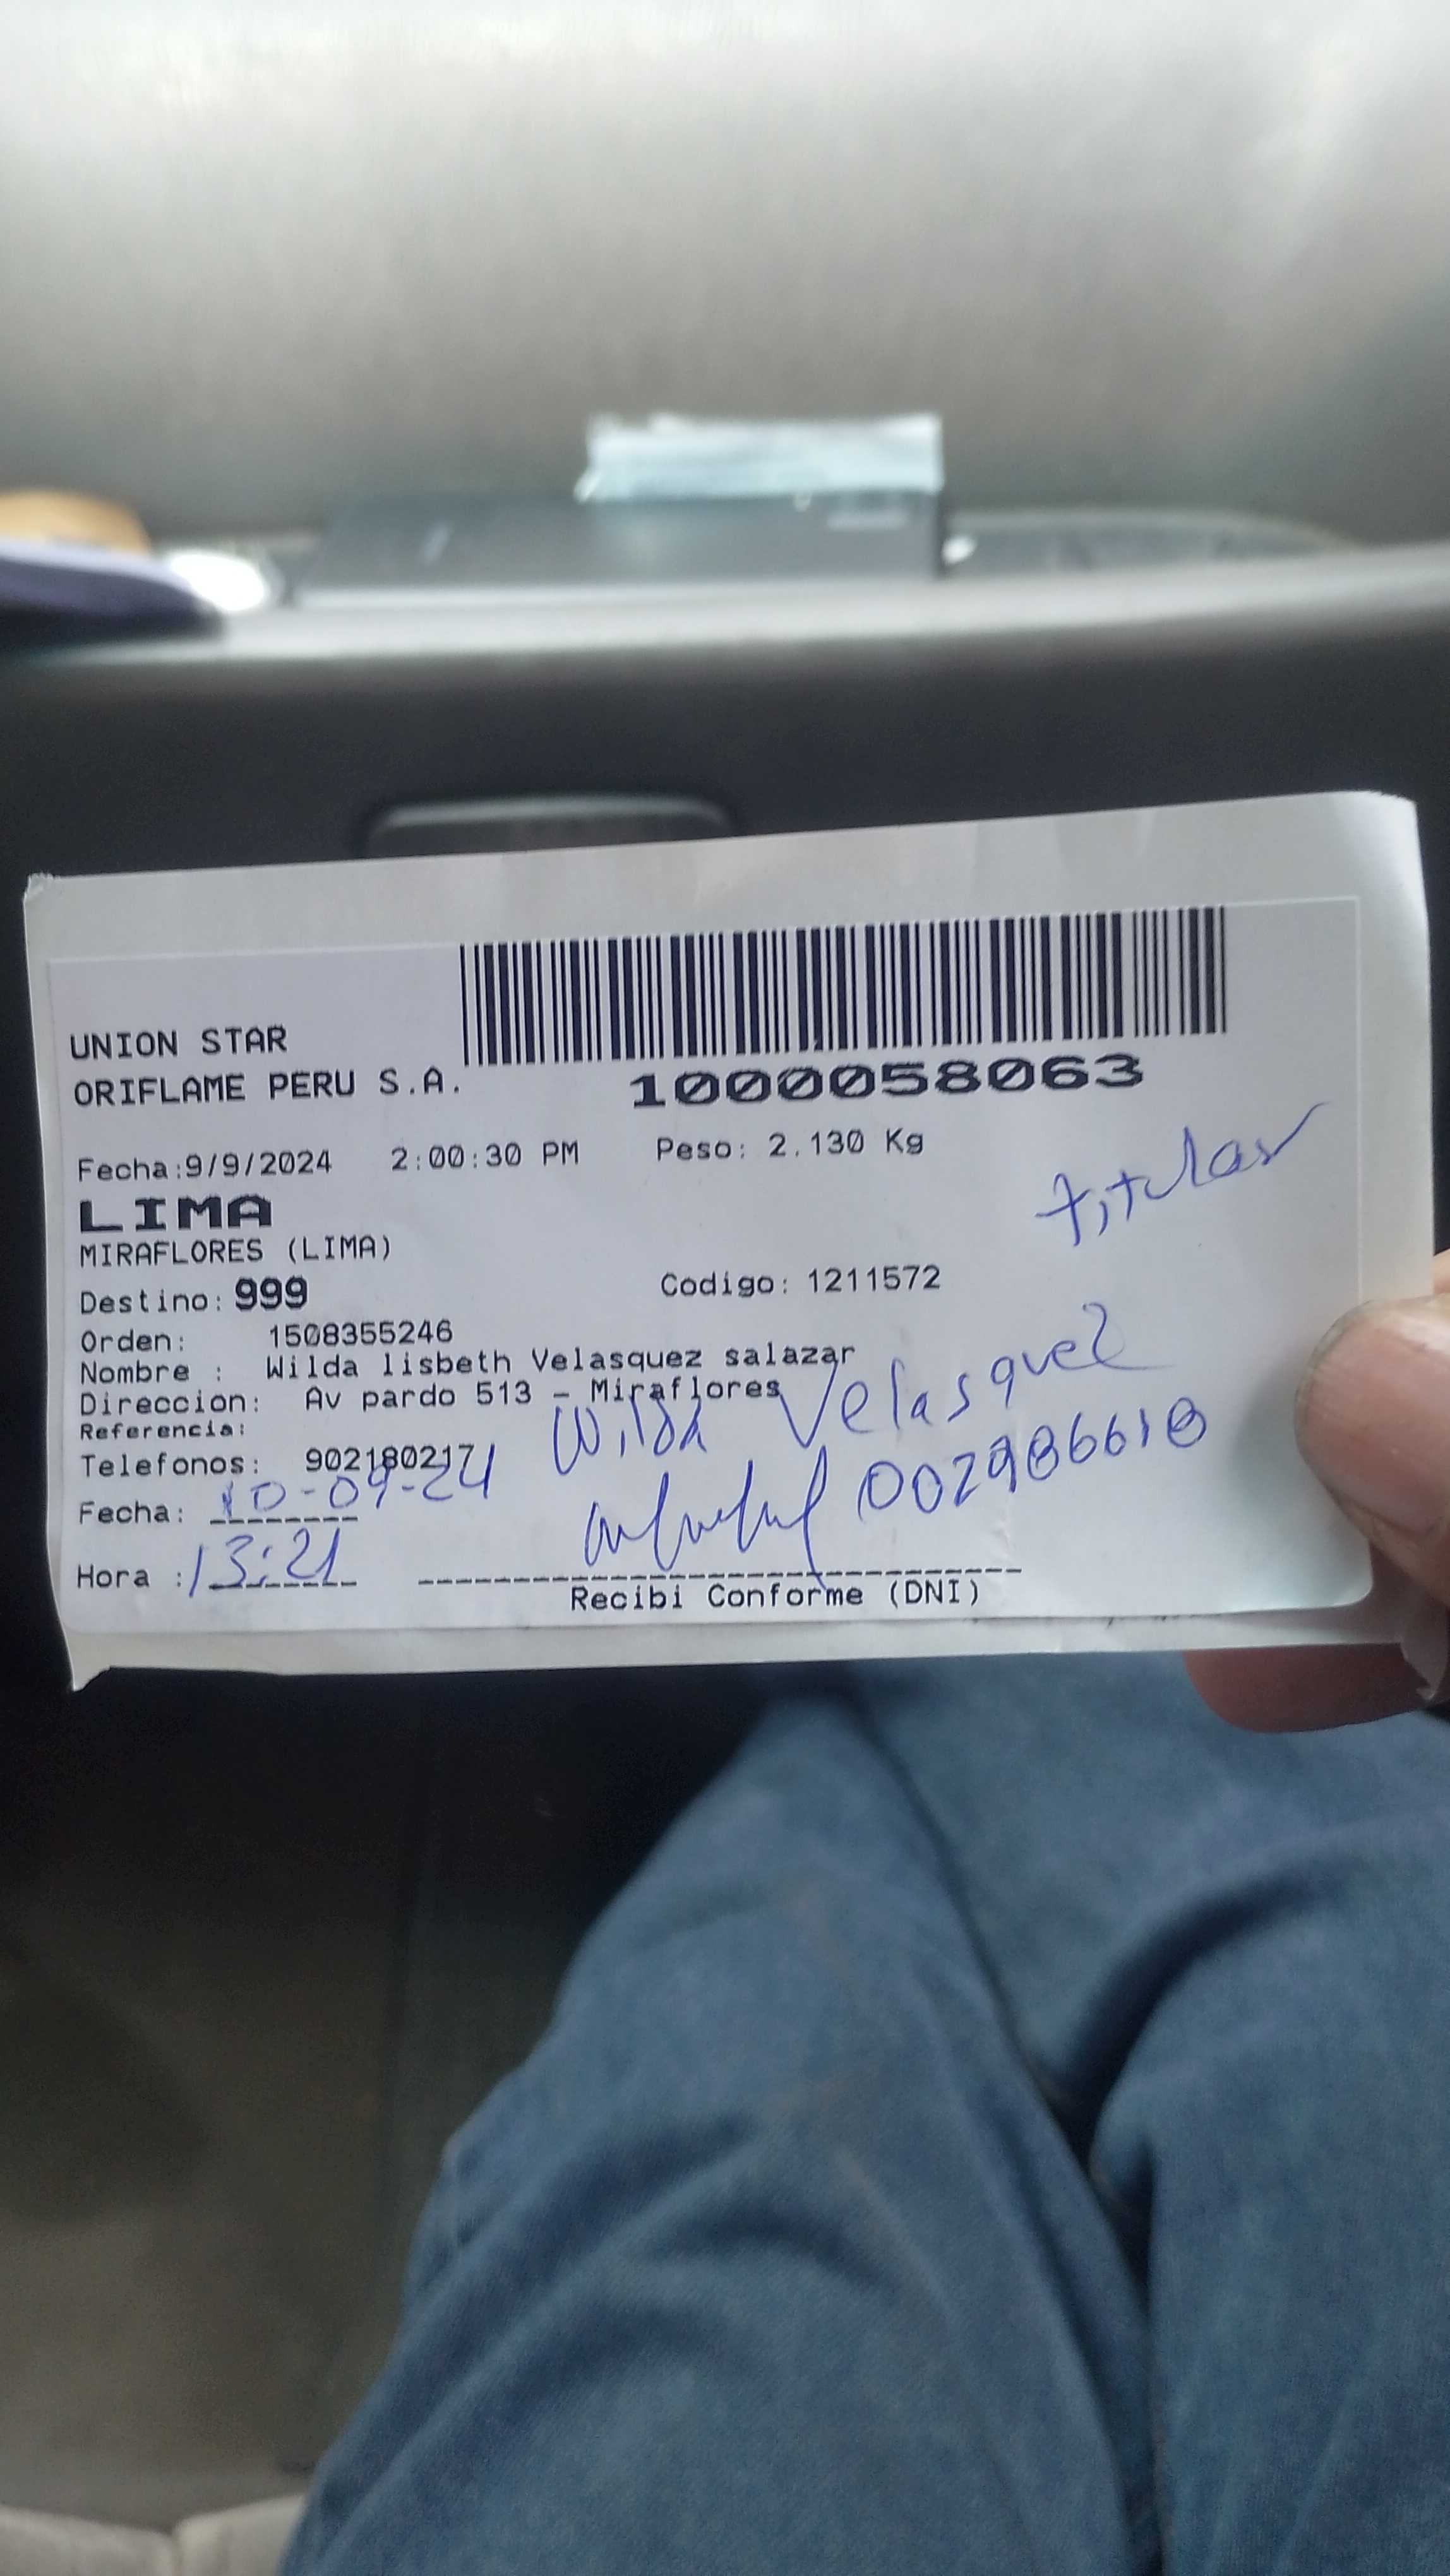 UNION STAR
ORIFLAME PERU S.A.
1000058063
Fecha:9/9/2024 2:00:30 PM Peso: 2.130 Kg
titular
LIMA
MIRAFLORES (LIMA)
Destino: 999 Codigo: 1211572
Orden: 1508355246
Nombre : Wilda lisbeth Velasquez salazar
Direccion: Av pardo 513 - Miraflores
Wilda Velasquez
Referencia:
Telefonos: 902180217
Fecha: 10-09-24
Hora : 13:21
Recibi Conforme (DNI)